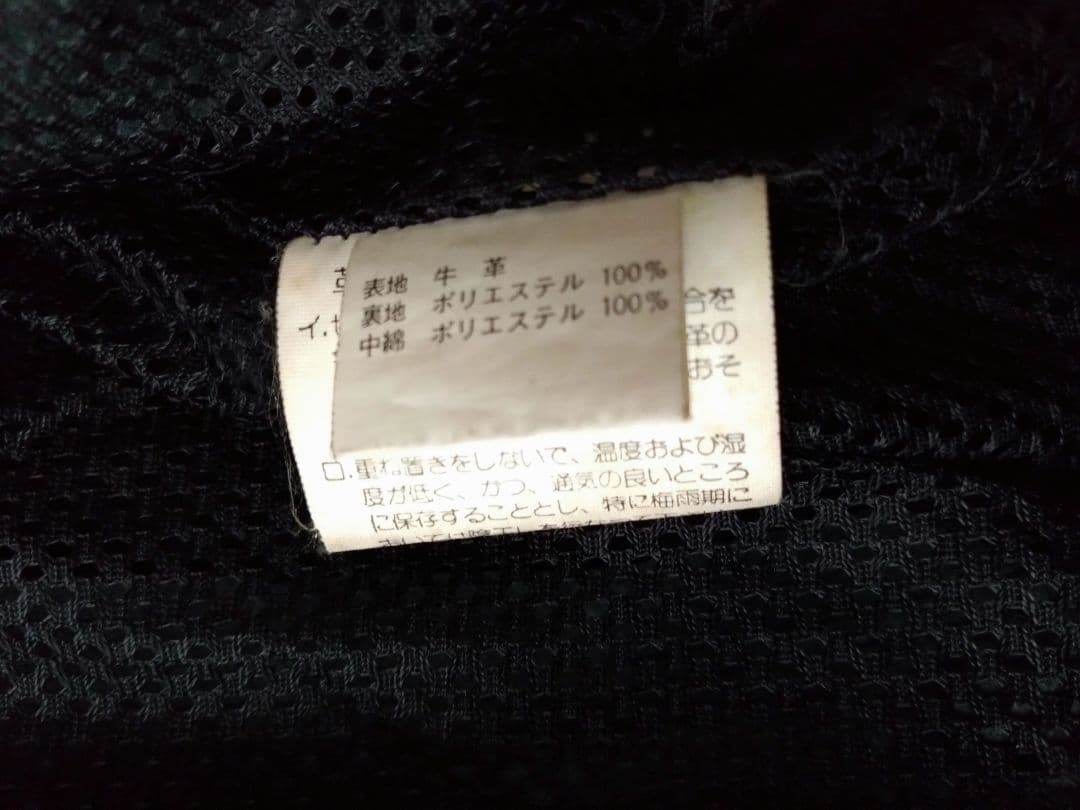 表地 牛革
裏地 ポリエステル 100%
中綿 ポリエステル 100%
イ.
合を
革の
おそ
ロ.重ね置きをしないで、温度および湿
度が低く、かつ、通気の良いところ
に保存することとし、特に梅雨期に